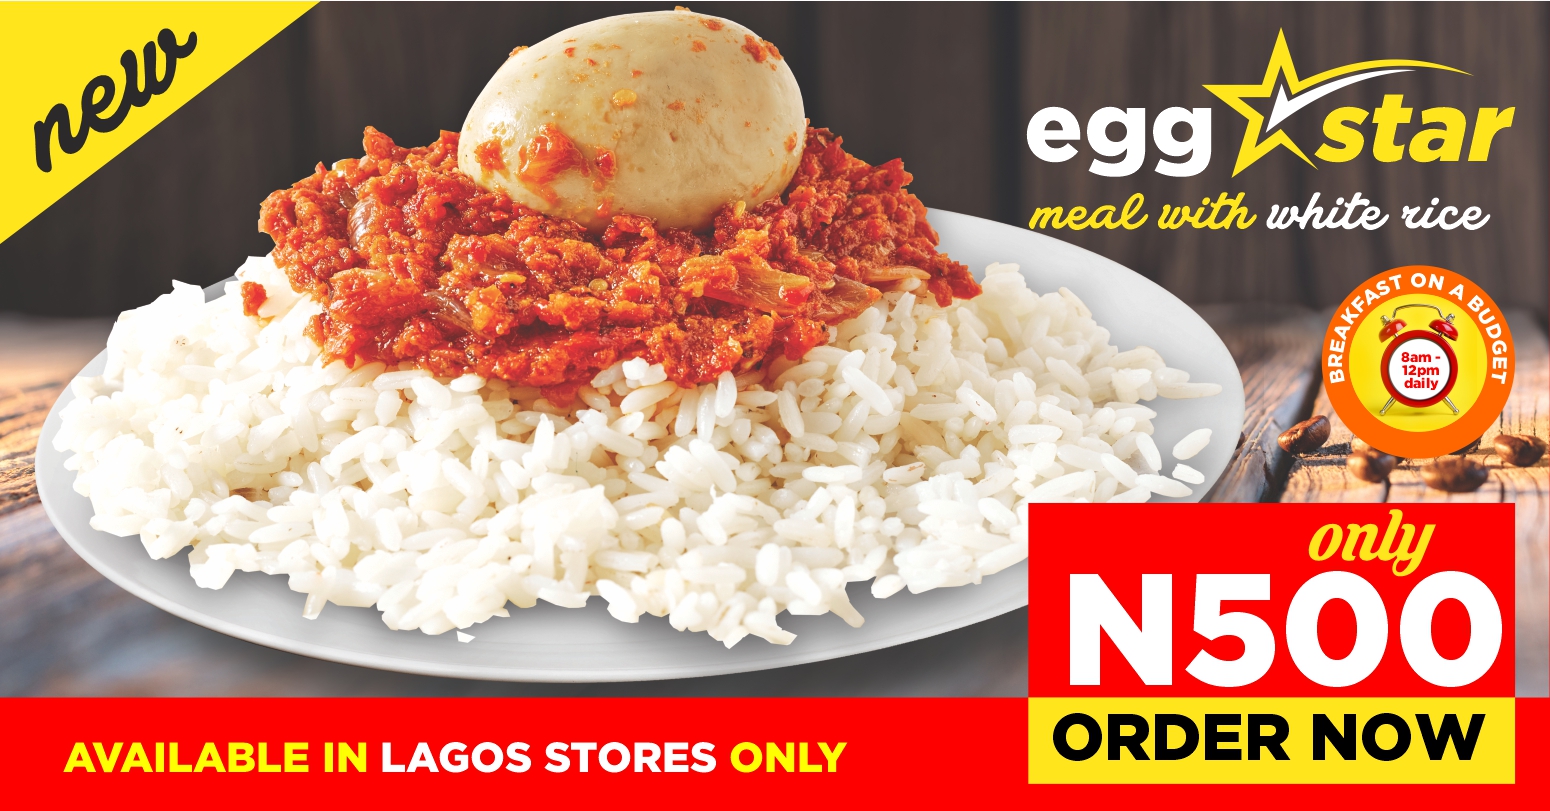 new
egg star
meal with white rice
BREAKFAST ON A BUDGET
8am -
12pm
daily
only
N500
ORDER NOW
AVAILABLE IN LAGOS STORES ONLY